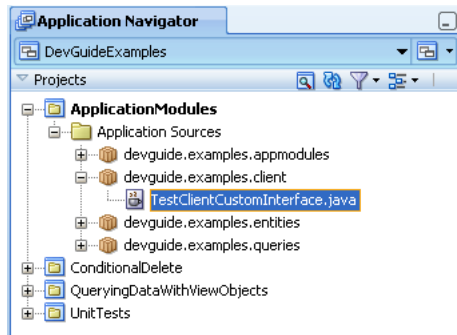 Application Navigator
DevGuideExamples
Projects
ApplicationModules
Application Sources
devguide.examples.appmodules
devguide.examples.client
TestClientCustomInterface.java
devguide.examples.entities
devguide.examples.queries
ConditionalDelete
QueryingDataWithViewObjects
UnitTests